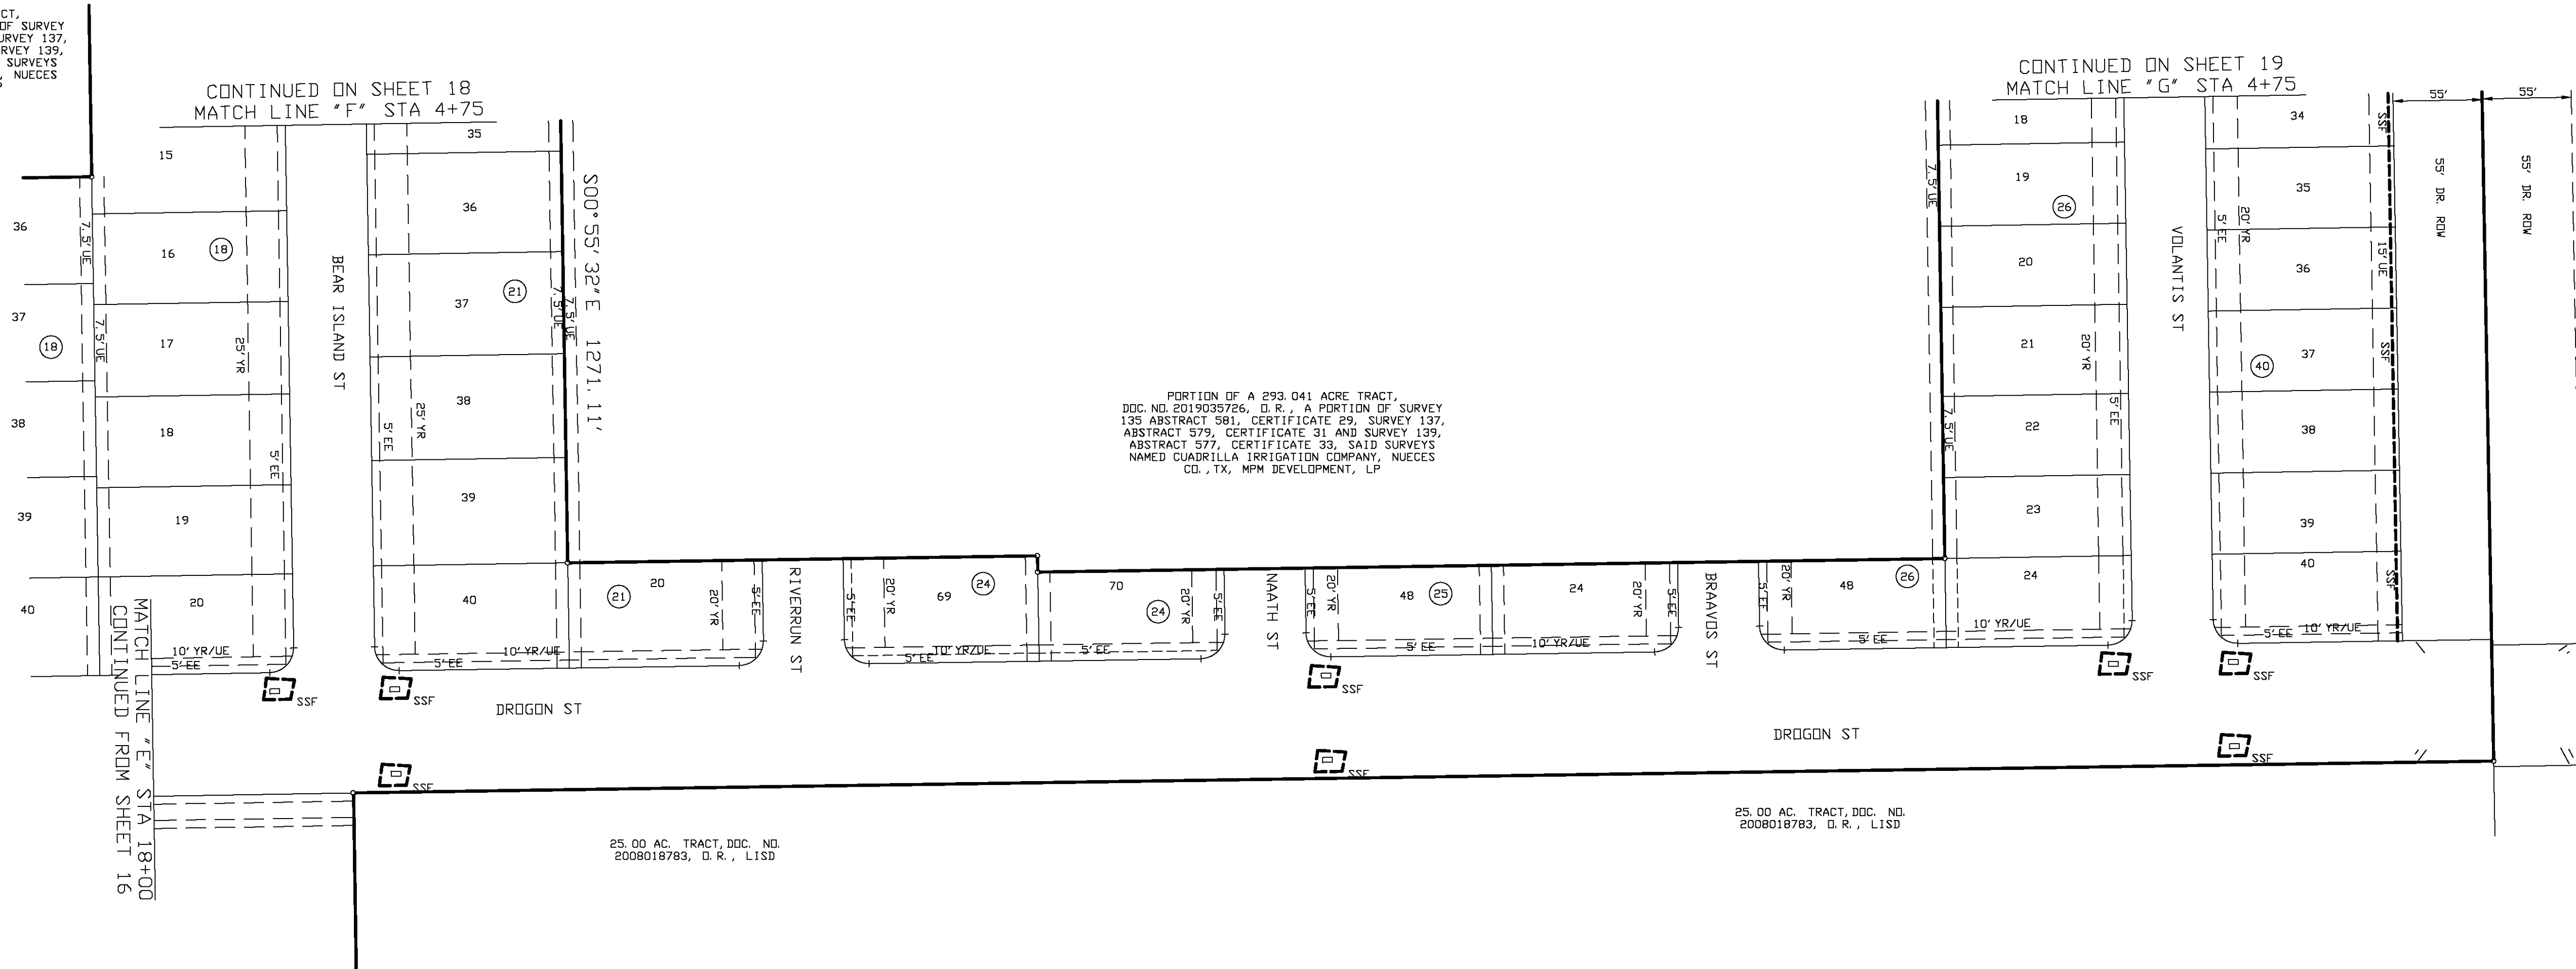 CT,
OF SURVEY
URVEY 137,
RVEY 139,
SURVEYS
NUECES
CONTINUED ON SHEET 18
MATCH LINE "F" STA 4+75
CONTINUED ON SHEET 19
MATCH LINE "G" STA 4+75
55'
55'
55' DR. ROW
55' DR. ROW
36
37
18
38
39
40
7.5'UE
7.5'UE
15
16
18
17
18
19
20
25'YR
5'EE
10' YR/UE
5'EE
BEAR ISLAND ST
35
36
37
21
38
39
40
5'EE
25'YR
7.5'UE
7.5'UE
5'EE
10'YR/UE
S00°55'32"E 1271.11'
PORTION OF A 293.041 ACRE TRACT,
DOC. NO. 2019035726, O.R., A PORTION OF SURVEY
135 ABSTRACT 581, CERTIFICATE 29, SURVEY 137,
ABSTRACT 579, CERTIFICATE 31 AND SURVEY 139,
ABSTRACT 577, CERTIFICATE 33, SAID SURVEYS
NAMED CUADRILLA IRRIGATION COMPANY, NUECES
CO., TX, MPM DEVELOPMENT, LP
21
20
20'YR
5'EE
RIVERRUN ST
5'EE
20'YR
69
24
5'EE
10'YR/UE
70
24
20'YR
5'EE
5'EE
NAATH ST
5'EE
20'YR
48
25
5'EE
24
10'YR/UE
20'YR
5'EE
BRAAVOS ST
5'EE
20'YR
48
26
5'EE
7.5'UE
7.5'UE
18
19
26
20
21
22
23
24
20'YR
5'EE
10' YR/UE
VOLANTIS ST
34
35
36
37
40
38
39
40
5'EE
20'YR
15'UE
SSF
SSF
SSF
5'EE
10'YR/UE
SSF
SSF
SSF
SSF
SSF
SSF
SSF
SSF
DROGON ST
DROGON ST
MATCH LINE "E" STA 18+00
CONTINUED FROM SHEET 16
25.00 AC. TRACT,DOC. NO.
2008018783, O.R., LISD
25.00 AC. TRACT,DOC. NO.
2008018783, O.R., LISD